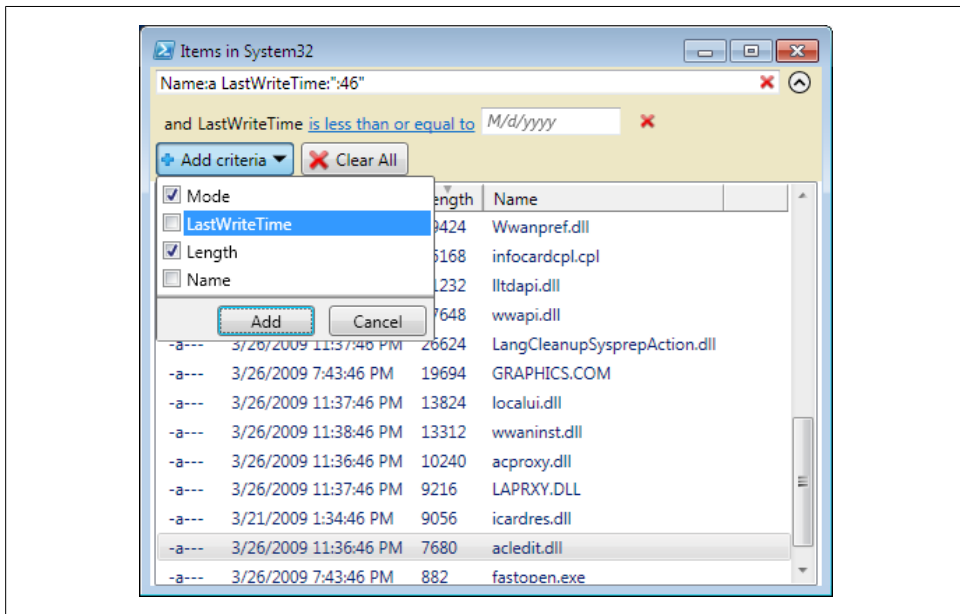 Items in System32
Name:a LastWriteTime:":46"
and LastWriteTime is less than or equal to M/d/yyyy
Add criteria Clear All
Mode
LastWriteTime
Length
Name
Add Cancel
ength Name
9424 Wwanpref.dll
5168 infocardcpl.cpl
1232 lltdapi.dll
7648 wwapi.dll
-a--- 3/26/2009 11:37:46 PM 26624 LangCleanupSysprepAction.dll
-a--- 3/26/2009 7:43:46 PM 19694 GRAPHICS.COM
-a--- 3/26/2009 11:37:46 PM 13824 localui.dll
-a--- 3/26/2009 11:38:46 PM 13312 wwaninst.dll
-a--- 3/26/2009 11:36:46 PM 10240 acproxy.dll
-a--- 3/26/2009 11:37:46 PM 9216 LAPRXY.DLL
-a--- 3/21/2009 1:34:46 PM 9056 icardres.dll
-a--- 3/26/2009 11:36:46 PM 7680 acledit.dll
-a--- 3/26/2009 7:43:46 PM 882 fastopen.exe